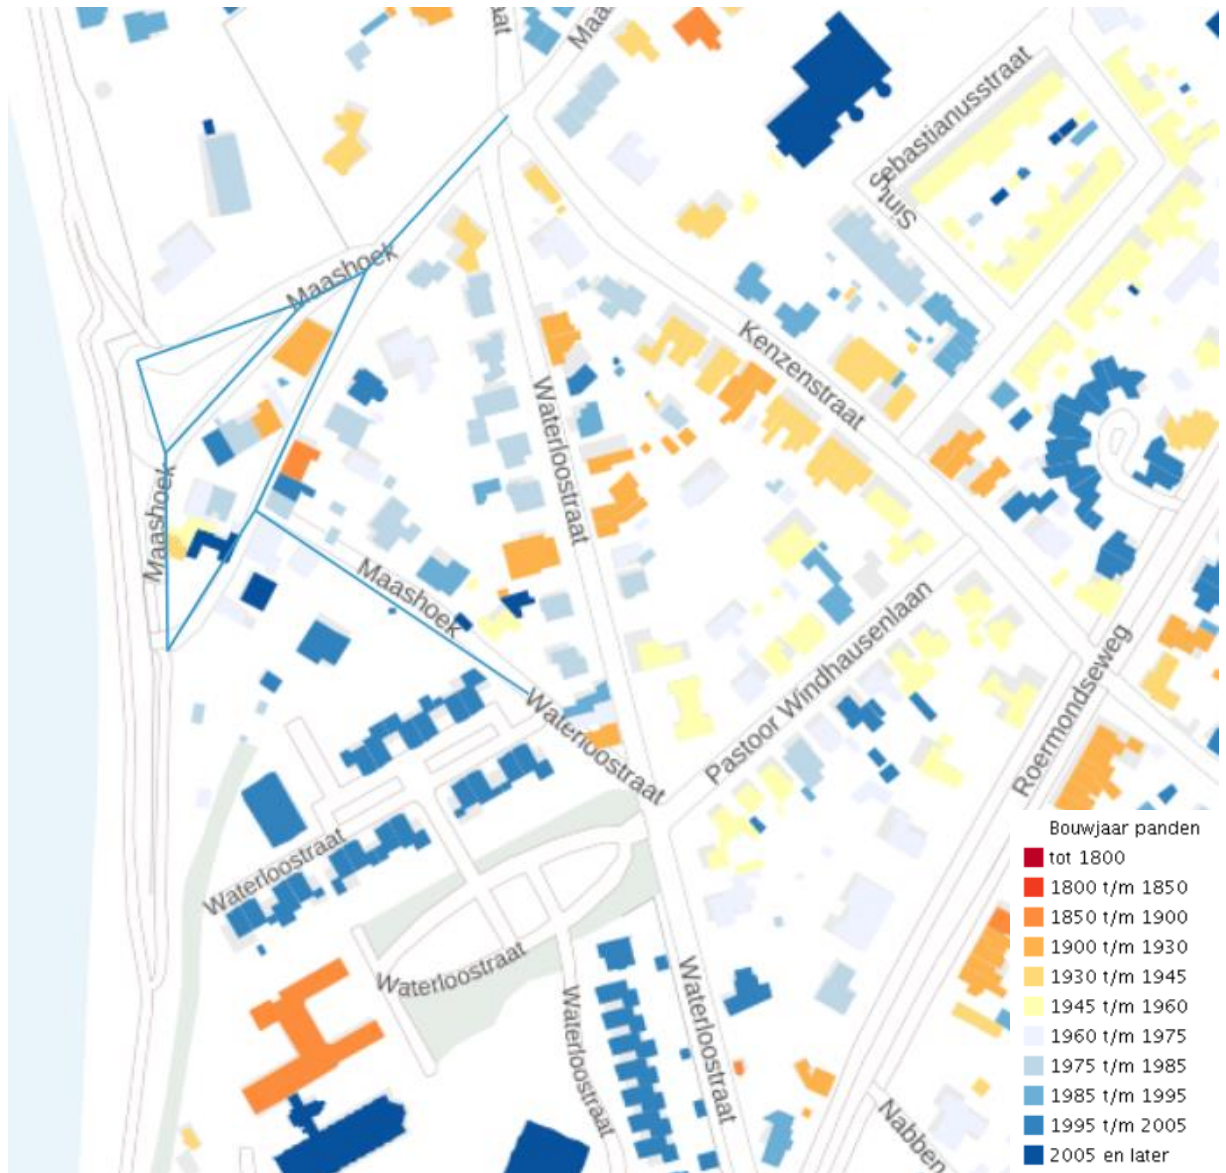 aat
Maa
Sebastianusstraat
Sint
Maashoek
Kenzenstraat
Waterloostraat
Maashoek
Maashoek
Pastoor Windhausenlaan
Roermondseweg
Waterloostraat
Waterloostraat
Waterloostraat
Waterloostraat
Waterloostraat
Nabben
Bouwjaar panden
tot 1800
1800 t/m 1850
1850 t/m 1900
1900 t/m 1930
1930 t/m 1945
1945 t/m 1960
1960 t/m 1975
1975 t/m 1985
1985 t/m 1995
1995 t/m 2005
2005 en later